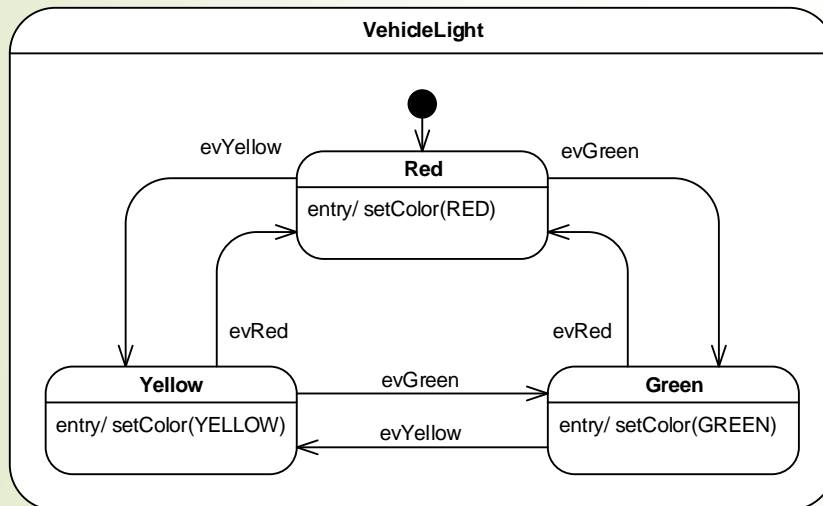 VehicleLight
evYellow
evGreen
Red
entry/ setColor(RED)
evRed
evRed
Yellow
entry/ setColor(YELLOW)
evGreen
evYellow
Green
entry/ setColor(GREEN)